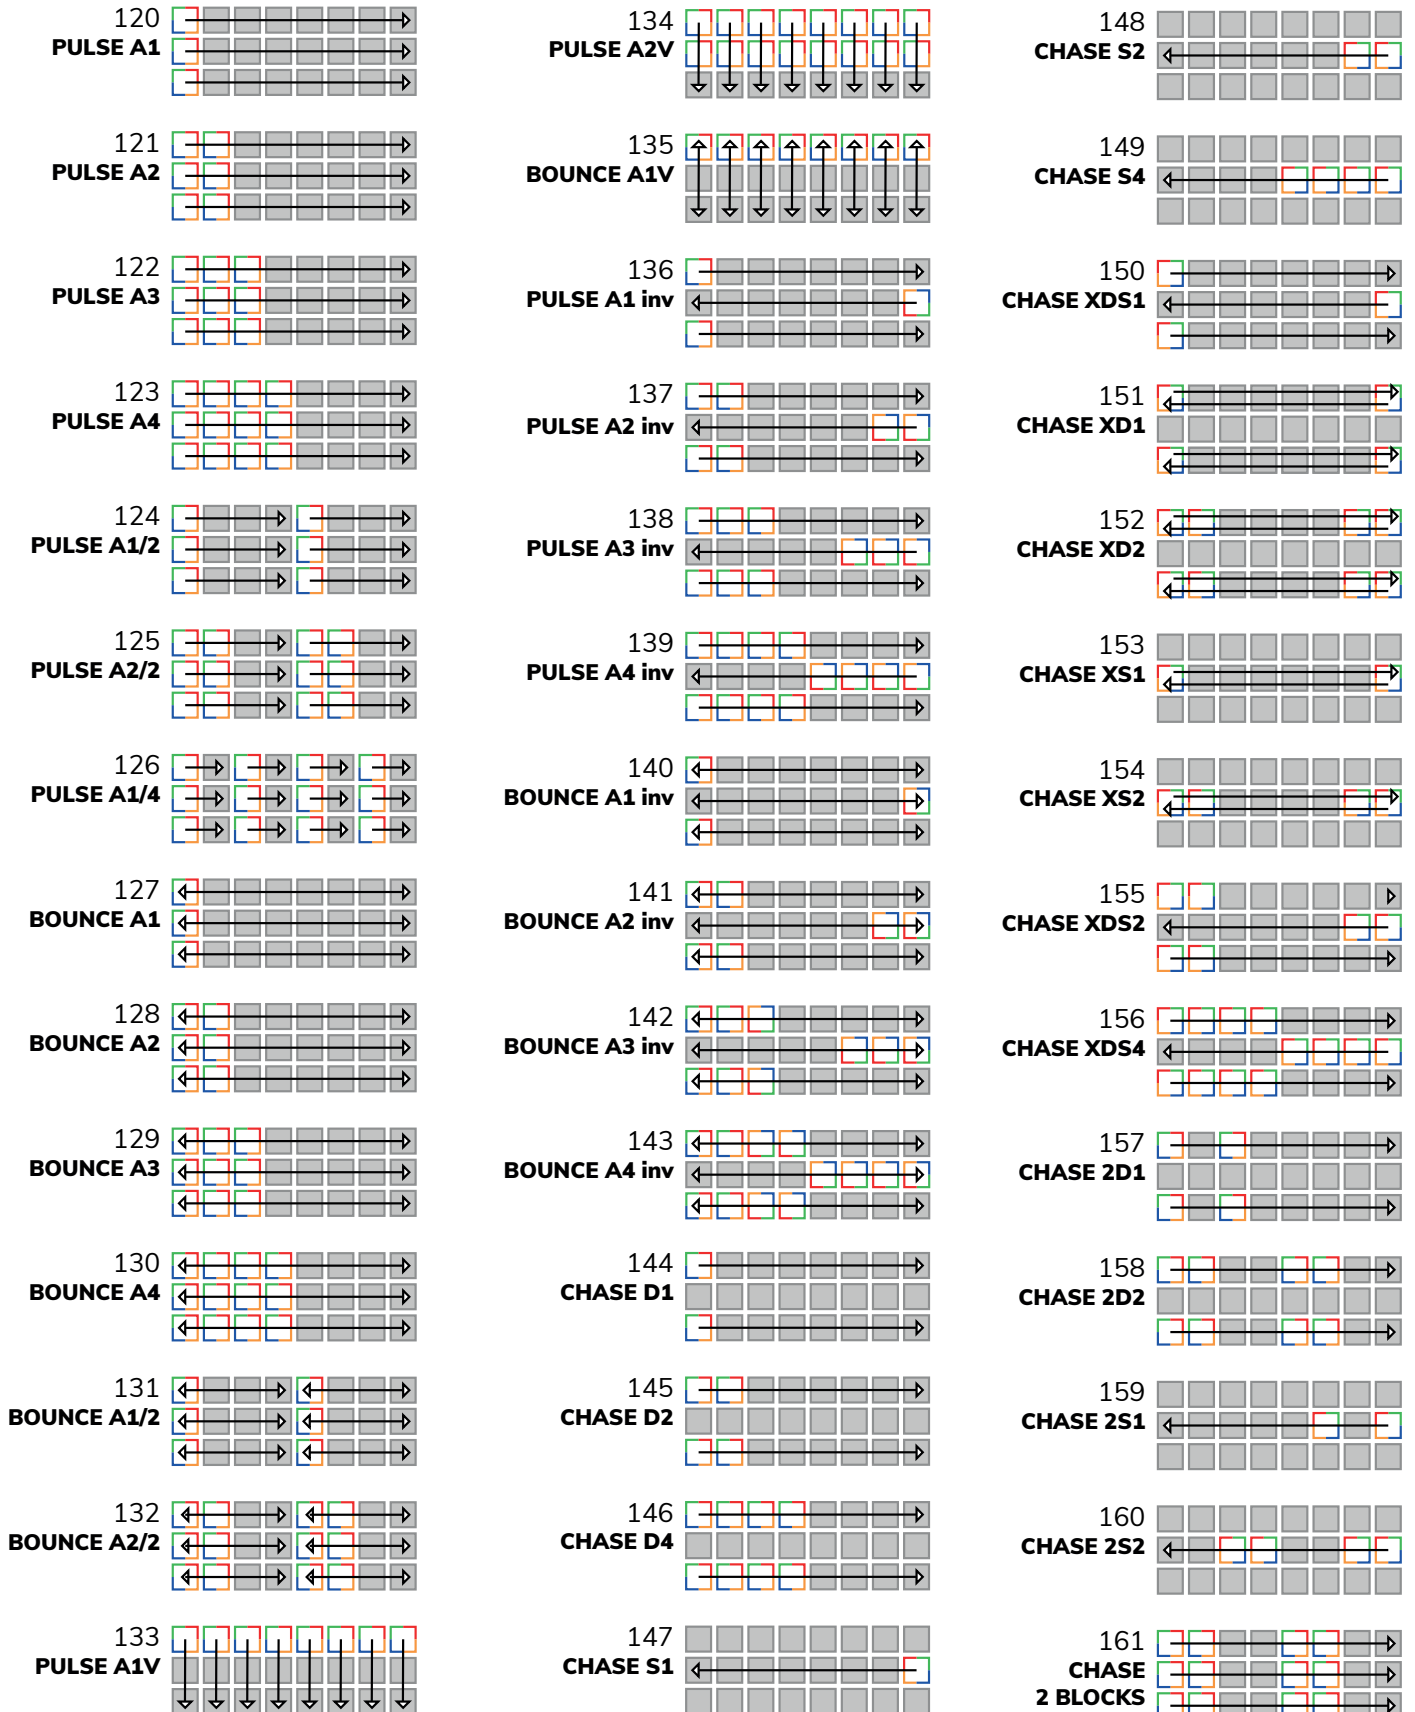 120
PULSE A1
121
PULSE A2
122
PULSE A3
123
PULSE A4
124
PULSE A1/2
125
PULSE A2/2
126
PULSE A1/4
127
BOUNCE A1
128
BOUNCE A2
129
BOUNCE A3
130
BOUNCE A4
131
BOUNCE A1/2
132
BOUNCE A2/2
133
PULSE A1V
134
PULSE A2V
135
BOUNCE A1V
136
PULSE A1 inv
137
PULSE A2 inv
138
PULSE A3 inv
139
PULSE A4 inv
140
BOUNCE A1 inv
141
BOUNCE A2 inv
142
BOUNCE A3 inv
143
BOUNCE A4 inv
144
CHASE D1
145
CHASE D2
146
CHASE D4
147
CHASE S1
148
CHASE S2
149
CHASE S4
150
CHASE XDS1
151
CHASE XD1
152
CHASE XD2
153
CHASE XS1
154
CHASE XS2
155
CHASE XDS2
156
CHASE XDS4
157
CHASE 2D1
158
CHASE 2D2
159
CHASE 2S1
160
CHASE 2S2
161
CHASE
2 BLOCKS